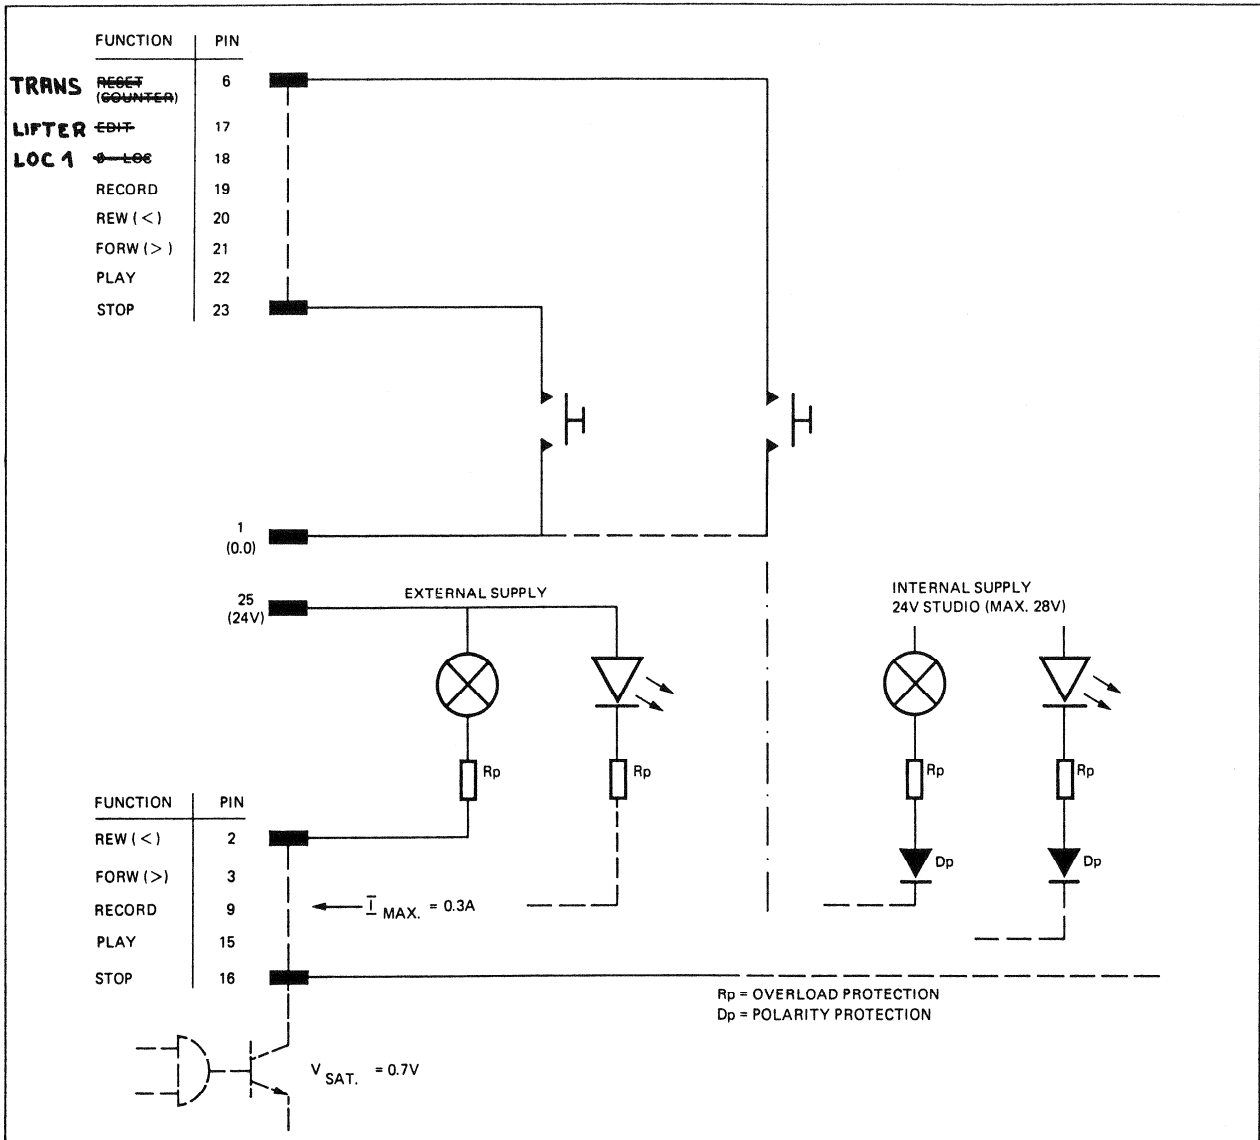 FUNCTION PIN
TRANS RESET 6
(COUNTER)
LIFTER EDIT 17
LOC 1 0-LOC 18
RECORD 19
REW (<) 20
FORW (>) 21
PLAY 22
STOP 23
1
(0.0)
25
(24V)
EXTERNAL SUPPLY
INTERNAL SUPPLY
24V STUDIO (MAX. 28V)
Rp Rp Rp Rp
FUNCTION PIN
REW (<) 2
Dp Dp
FORW (>) 3
RECORD 9
I MAX. = 0.3A
PLAY 15
STOP 16
Rp = OVERLOAD PROTECTION
Dp = POLARITY PROTECTION
V SAT. = 0.7V